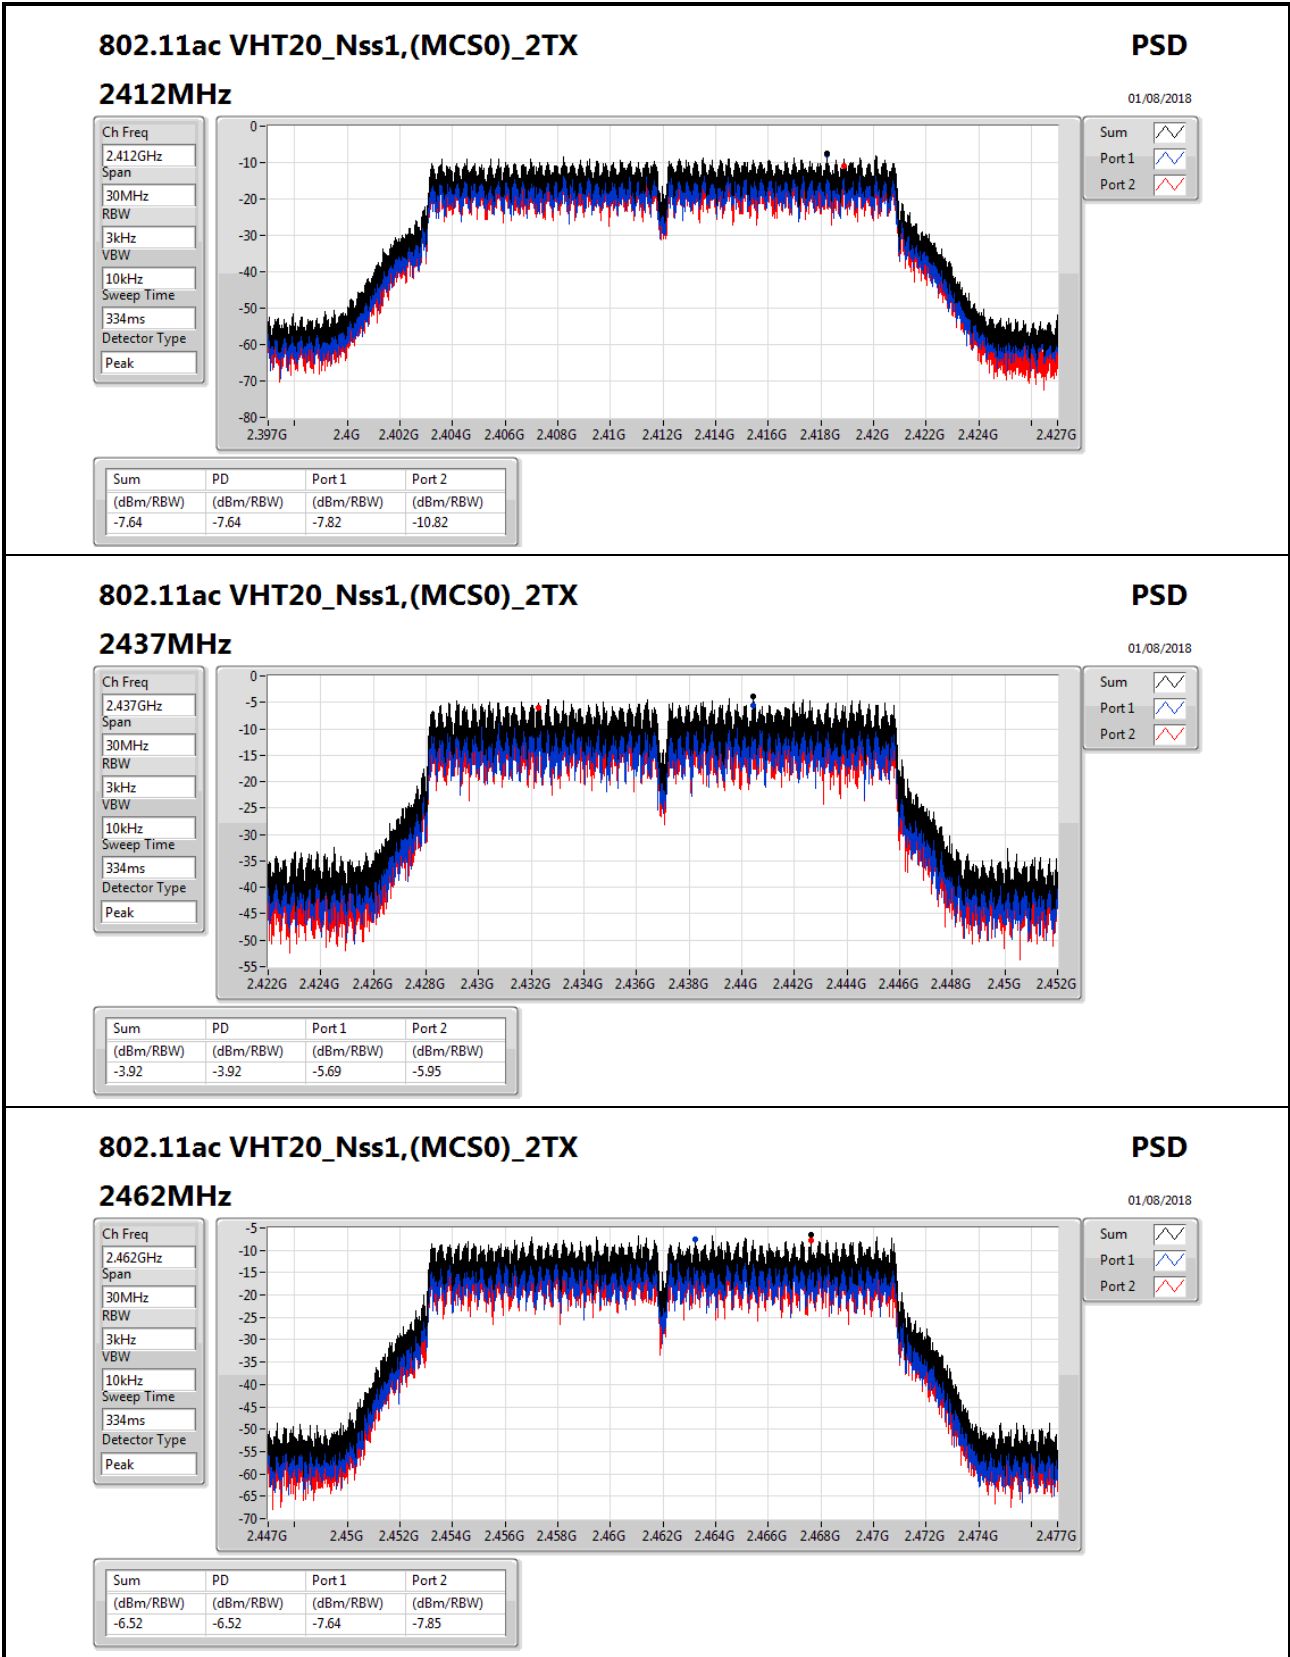 802.11ac VHT20_Nss1,(MCS0)_2TX PSD
2412MHz 01/08/2018
Ch Freq
2.412GHz
Span
30MHz
RBW
3kHz
VBW
10kHz
Sweep Time
334ms
Detector Type
Peak
0
-10
-20
-30
-40
-50
-60
-70
-80
2.397G 2.4G 2.402G 2.404G 2.406G 2.408G 2.41G 2.412G 2.414G 2.416G 2.418G 2.42G 2.422G 2.424G 2.427G
Sum
Port 1
Port 2
Sum PD Port 1 Port 2
(dBm/RBW) (dBm/RBW) (dBm/RBW) (dBm/RBW)
-7.64 -7.64 -7.82 -10.82
802.11ac VHT20_Nss1,(MCS0)_2TX PSD
2437MHz 01/08/2018
Ch Freq
2.437GHz
Span
30MHz
RBW
3kHz
VBW
10kHz
Sweep Time
334ms
Detector Type
Peak
0
-5
-10
-15
-20
-25
-30
-35
-40
-45
-50
-55
2.422G 2.424G 2.426G 2.428G 2.43G 2.432G 2.434G 2.436G 2.438G 2.44G 2.442G 2.444G 2.446G 2.448G 2.45G 2.452G
Sum
Port 1
Port 2
Sum PD Port 1 Port 2
(dBm/RBW) (dBm/RBW) (dBm/RBW) (dBm/RBW)
-3.92 -3.92 -5.69 -5.95
802.11ac VHT20_Nss1,(MCS0)_2TX PSD
2462MHz 01/08/2018
Ch Freq
2.462GHz
Span
30MHz
RBW
3kHz
VBW
10kHz
Sweep Time
334ms
Detector Type
Peak
-5
-10
-15
-20
-25
-30
-35
-40
-45
-50
-55
-60
-65
-70
2.447G 2.45G 2.452G 2.454G 2.456G 2.458G 2.46G 2.462G 2.464G 2.466G 2.468G 2.47G 2.472G 2.474G 2.477G
Sum
Port 1
Port 2
Sum PD Port 1 Port 2
(dBm/RBW) (dBm/RBW) (dBm/RBW) (dBm/RBW)
-6.52 -6.52 -7.64 -7.85